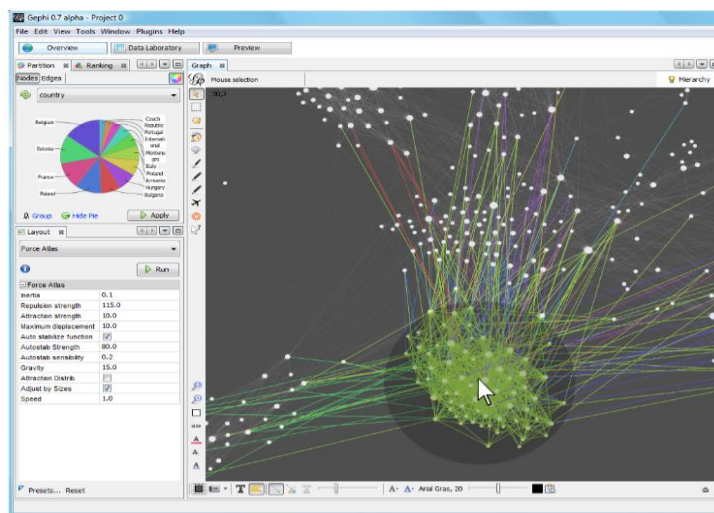 Gephi 0.7 alpha - Project 0
File Edit View Tools Window Plugins Help
Overview Data Laboratory Preview
Partition Ranking
Nodes Edges
country
Belgium
Estonia
France
Poland
Czech
Republic
Portugal
Internati
onal
Montene
gro
Italy
Finland
Armenia
Hungary
Bulgaria
Group Hide Pie Apply
Layout
Force Atlas
Run
Force Atlas
Inertia 0.1
Repulsion strength 115.0
Attraction strength 10.0
Maximum displacement 10.0
Auto stabilize function
Autostab Strength 80.0
Autostab sensibility 0.2
Gravity 15.0
Attraction Distrib.
Adjust by Sizes
Speed 1.0
Presets... Reset
Graph
Mouse selection Hierarchy
A
A
A
T T A- A- Arial Gras, 20